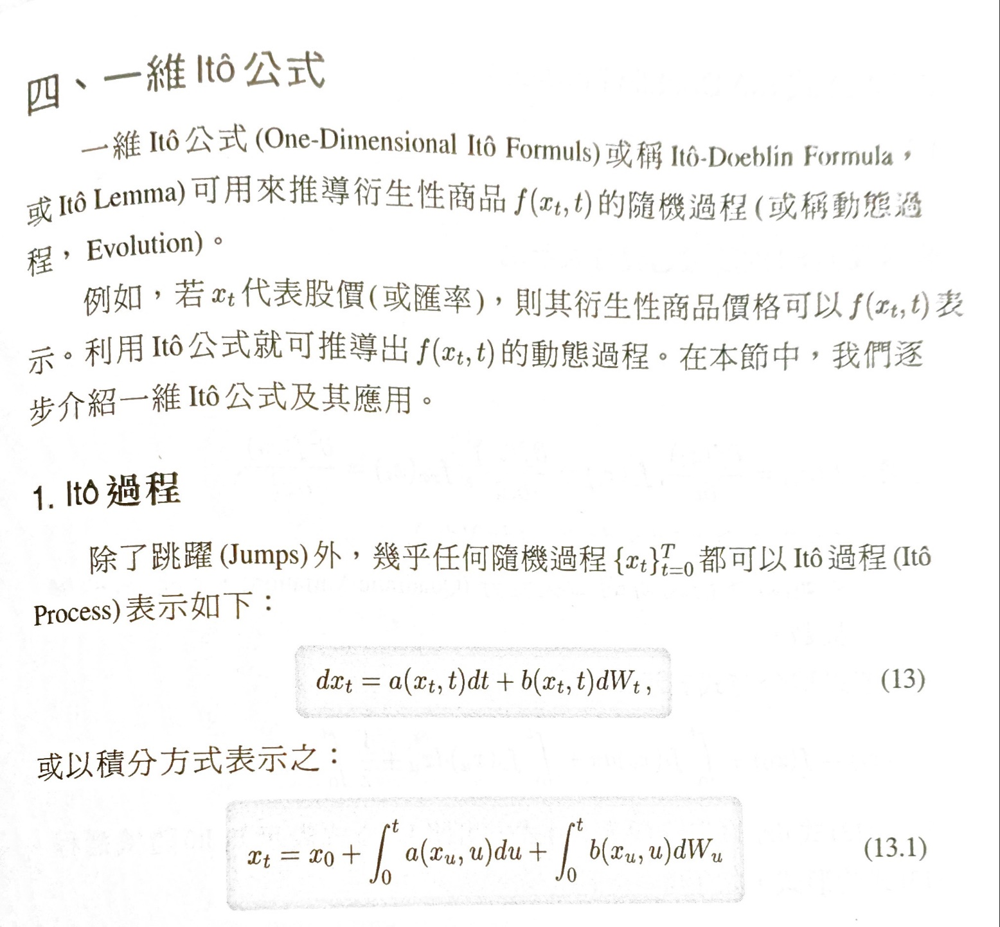 四、一維 Itô 公式
一維 Itô 公式 (One-Dimensional Itô Formuls) 或稱 Itô-Doeblin Formula，
或 Itô Lemma) 可用來推導衍生性商品 f(x_t, t) 的隨機過程 (或稱動態過
程， Evolution)。
例如，若 x_t 代表股價(或匯率)，則其衍生性商品價格可以 f(x_t, t) 表
示。利用 Itô 公式就可推導出 f(x_t, t) 的動態過程。在本節中，我們逐
步介紹一維 Itô 公式及其應用。
1. Itô 過程
除了跳躍 (Jumps) 外，幾乎任何隨機過程 {x_t}_{t=0}^T 都可以 Itô 過程 (Itô
Process) 表示如下：
dx_t = a(x_t, t)dt + b(x_t, t)dW_t, (13)
或以積分方式表示之：
x_t = x_0 + ∫_0^t a(x_u, u)du + ∫_0^t b(x_u, u)dW_u (13.1)